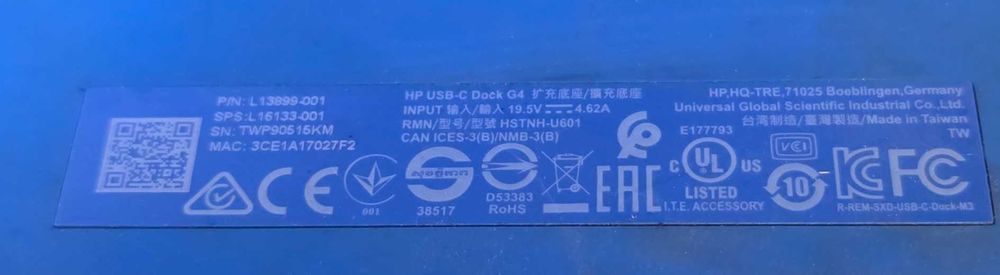 P/N: L13899-001
SPS:L16133-001
SN: TWP90515KM
MAC: 3CE1A17027F2
HP USB-C Dock G4 扩充底座/擴充底座
INPUT 输入/輸入 19.5V⎓4.62A
RMN/型号/型號 HSTNH-U601
CAN ICES-3(B)/NMB-3(B)
HP,HQ-TRE,71025 Boeblingen,Germany
Universal Global Scientific Industrial Co.,Ltd.
台湾制造/臺灣製造/Made in Taiwan
TW
CE
001
38517
D53383
RoHS
EAC
E177793
C UL US
LISTED
I.T.E. ACCESSORY
VCI
10
FC
R-REM-SXD-USB-C-Dock-M3